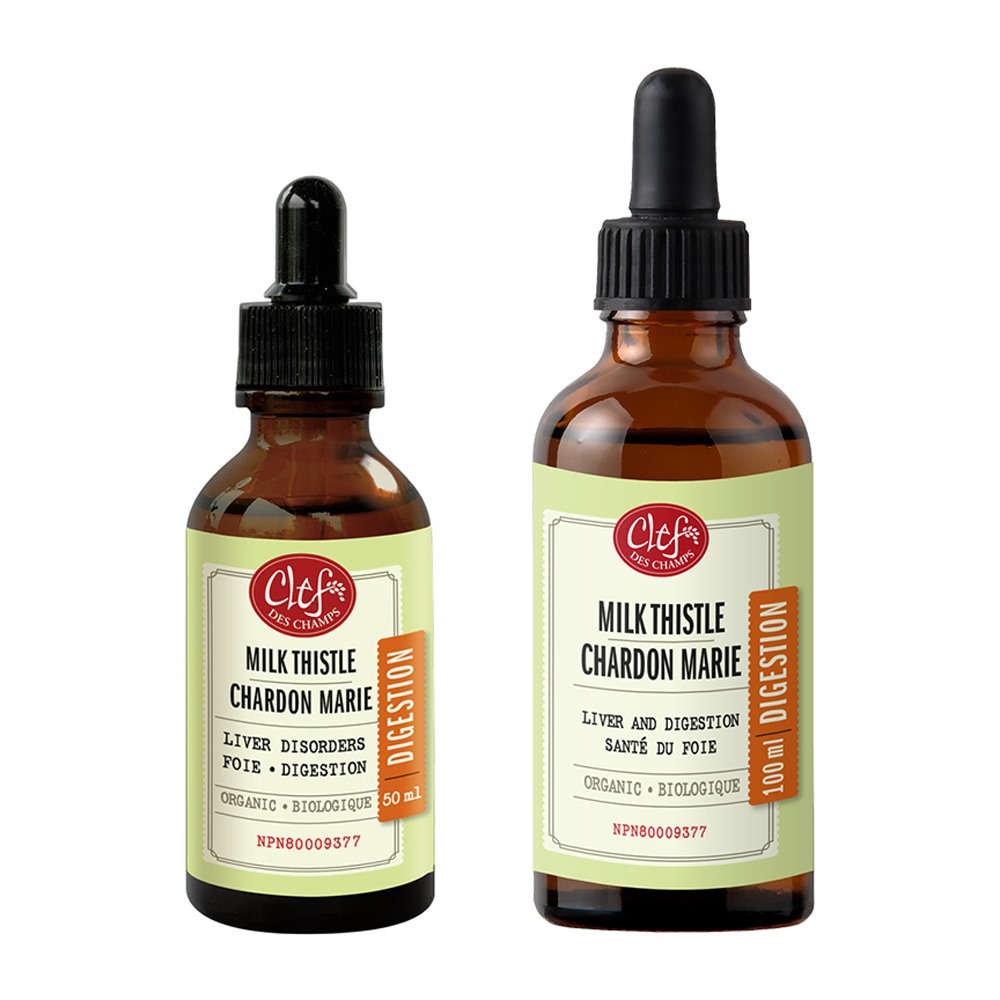 Clef
DES CHAMPS
MILK THISTLE
CHARDON MARIE
LIVER DISORDERS
FOIE • DIGESTION
ORGANIC • BIOLOGIQUE
NPN80009377
DIGESTION
50 ml
Clef
DES CHAMPS
MILK THISTLE
CHARDON MARIE
LIVER AND DIGESTION
SANTÉ DU FOIE
ORGANIC • BIOLOGIQUE
NPN80009377
100 ml DIGESTION